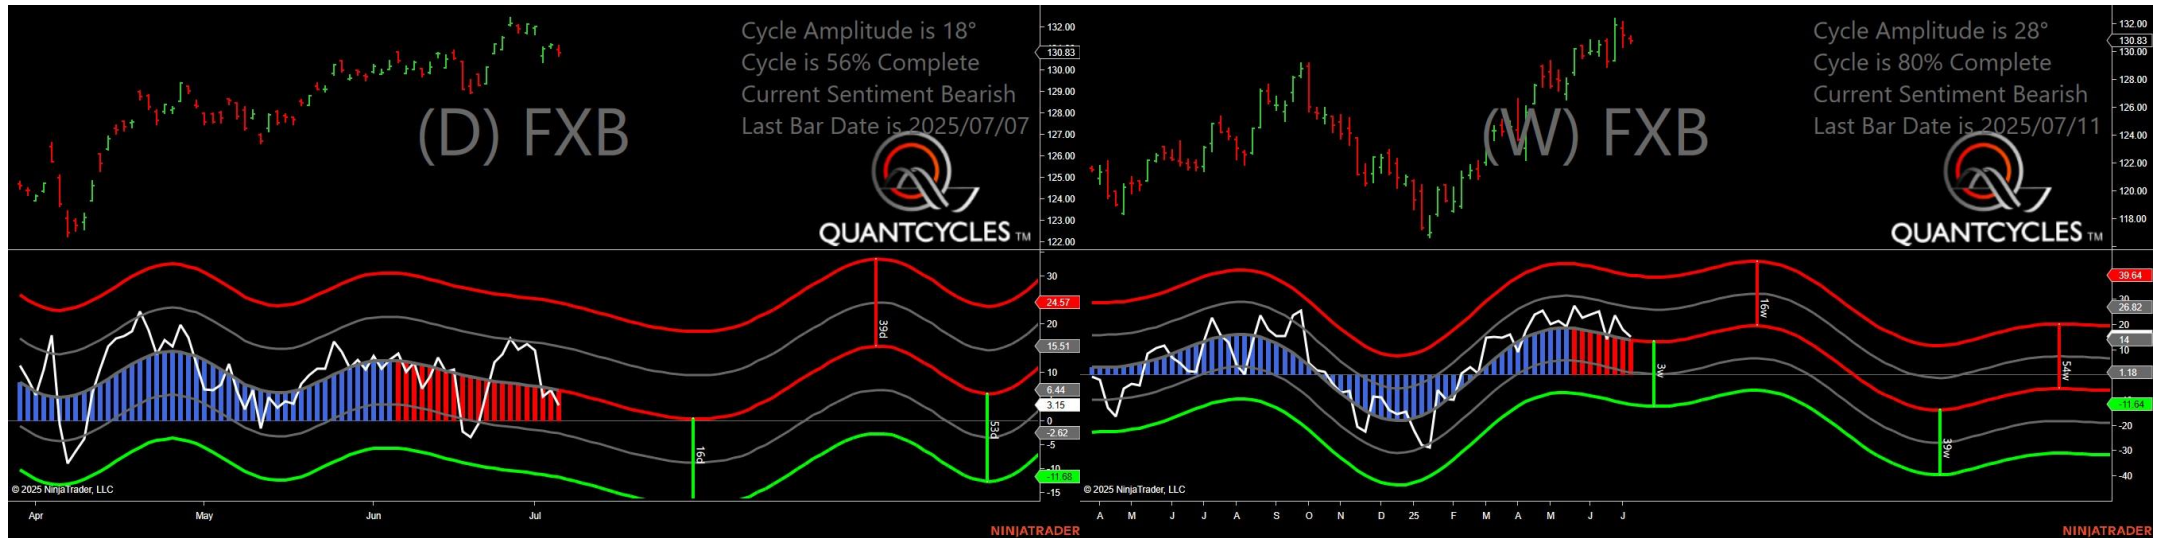 Cycle Amplitude is 18°
Cycle is 56% Complete
Current Sentiment Bearish
Last Bar Date is 2025/07/07
(D) FXB
QUANTCYCLES TM
132.00
130.83
130.00
129.00
128.00
127.00
126.00
125.00
124.00
123.00
122.00
30
24.57
20
15.51
10
6.44
3.15
0
-2.62
-5
-10
-11.68
-15
39d
16d
53d
© 2025 NinjaTrader, LLC
Apr May Jun Jul
NINJATRADER
Cycle Amplitude is 28°
Cycle is 80% Complete
Current Sentiment Bearish
Last Bar Date is 2025/07/11
(W) FXB
QUANTCYCLES TM
132.00
130.83
130.00
128.00
126.00
124.00
122.00
120.00
118.00
39.64
30
26.82
20
14
10
1.18
-11.64
-20
-30
-40
16w
3w
54w
39w
© 2025 NinjaTrader, LLC
A M J J A S O N D 25 F M A M J J
NINJATRADER